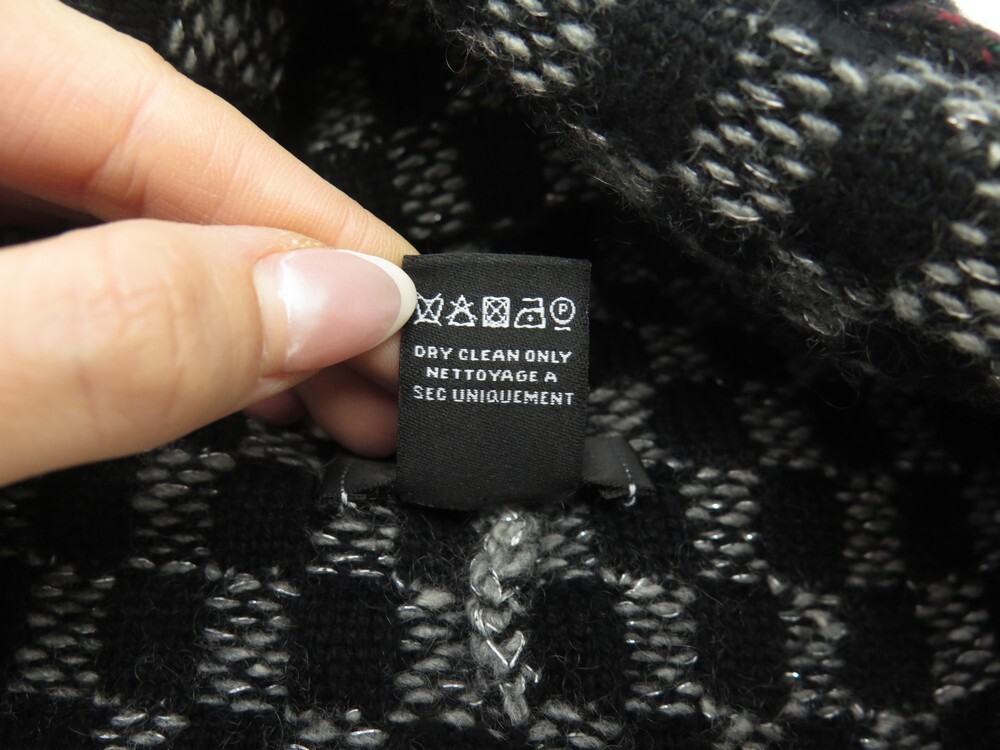 P
DRY CLEAN ONLY
NETTOYAGE A
SEC UNIQUEMENT